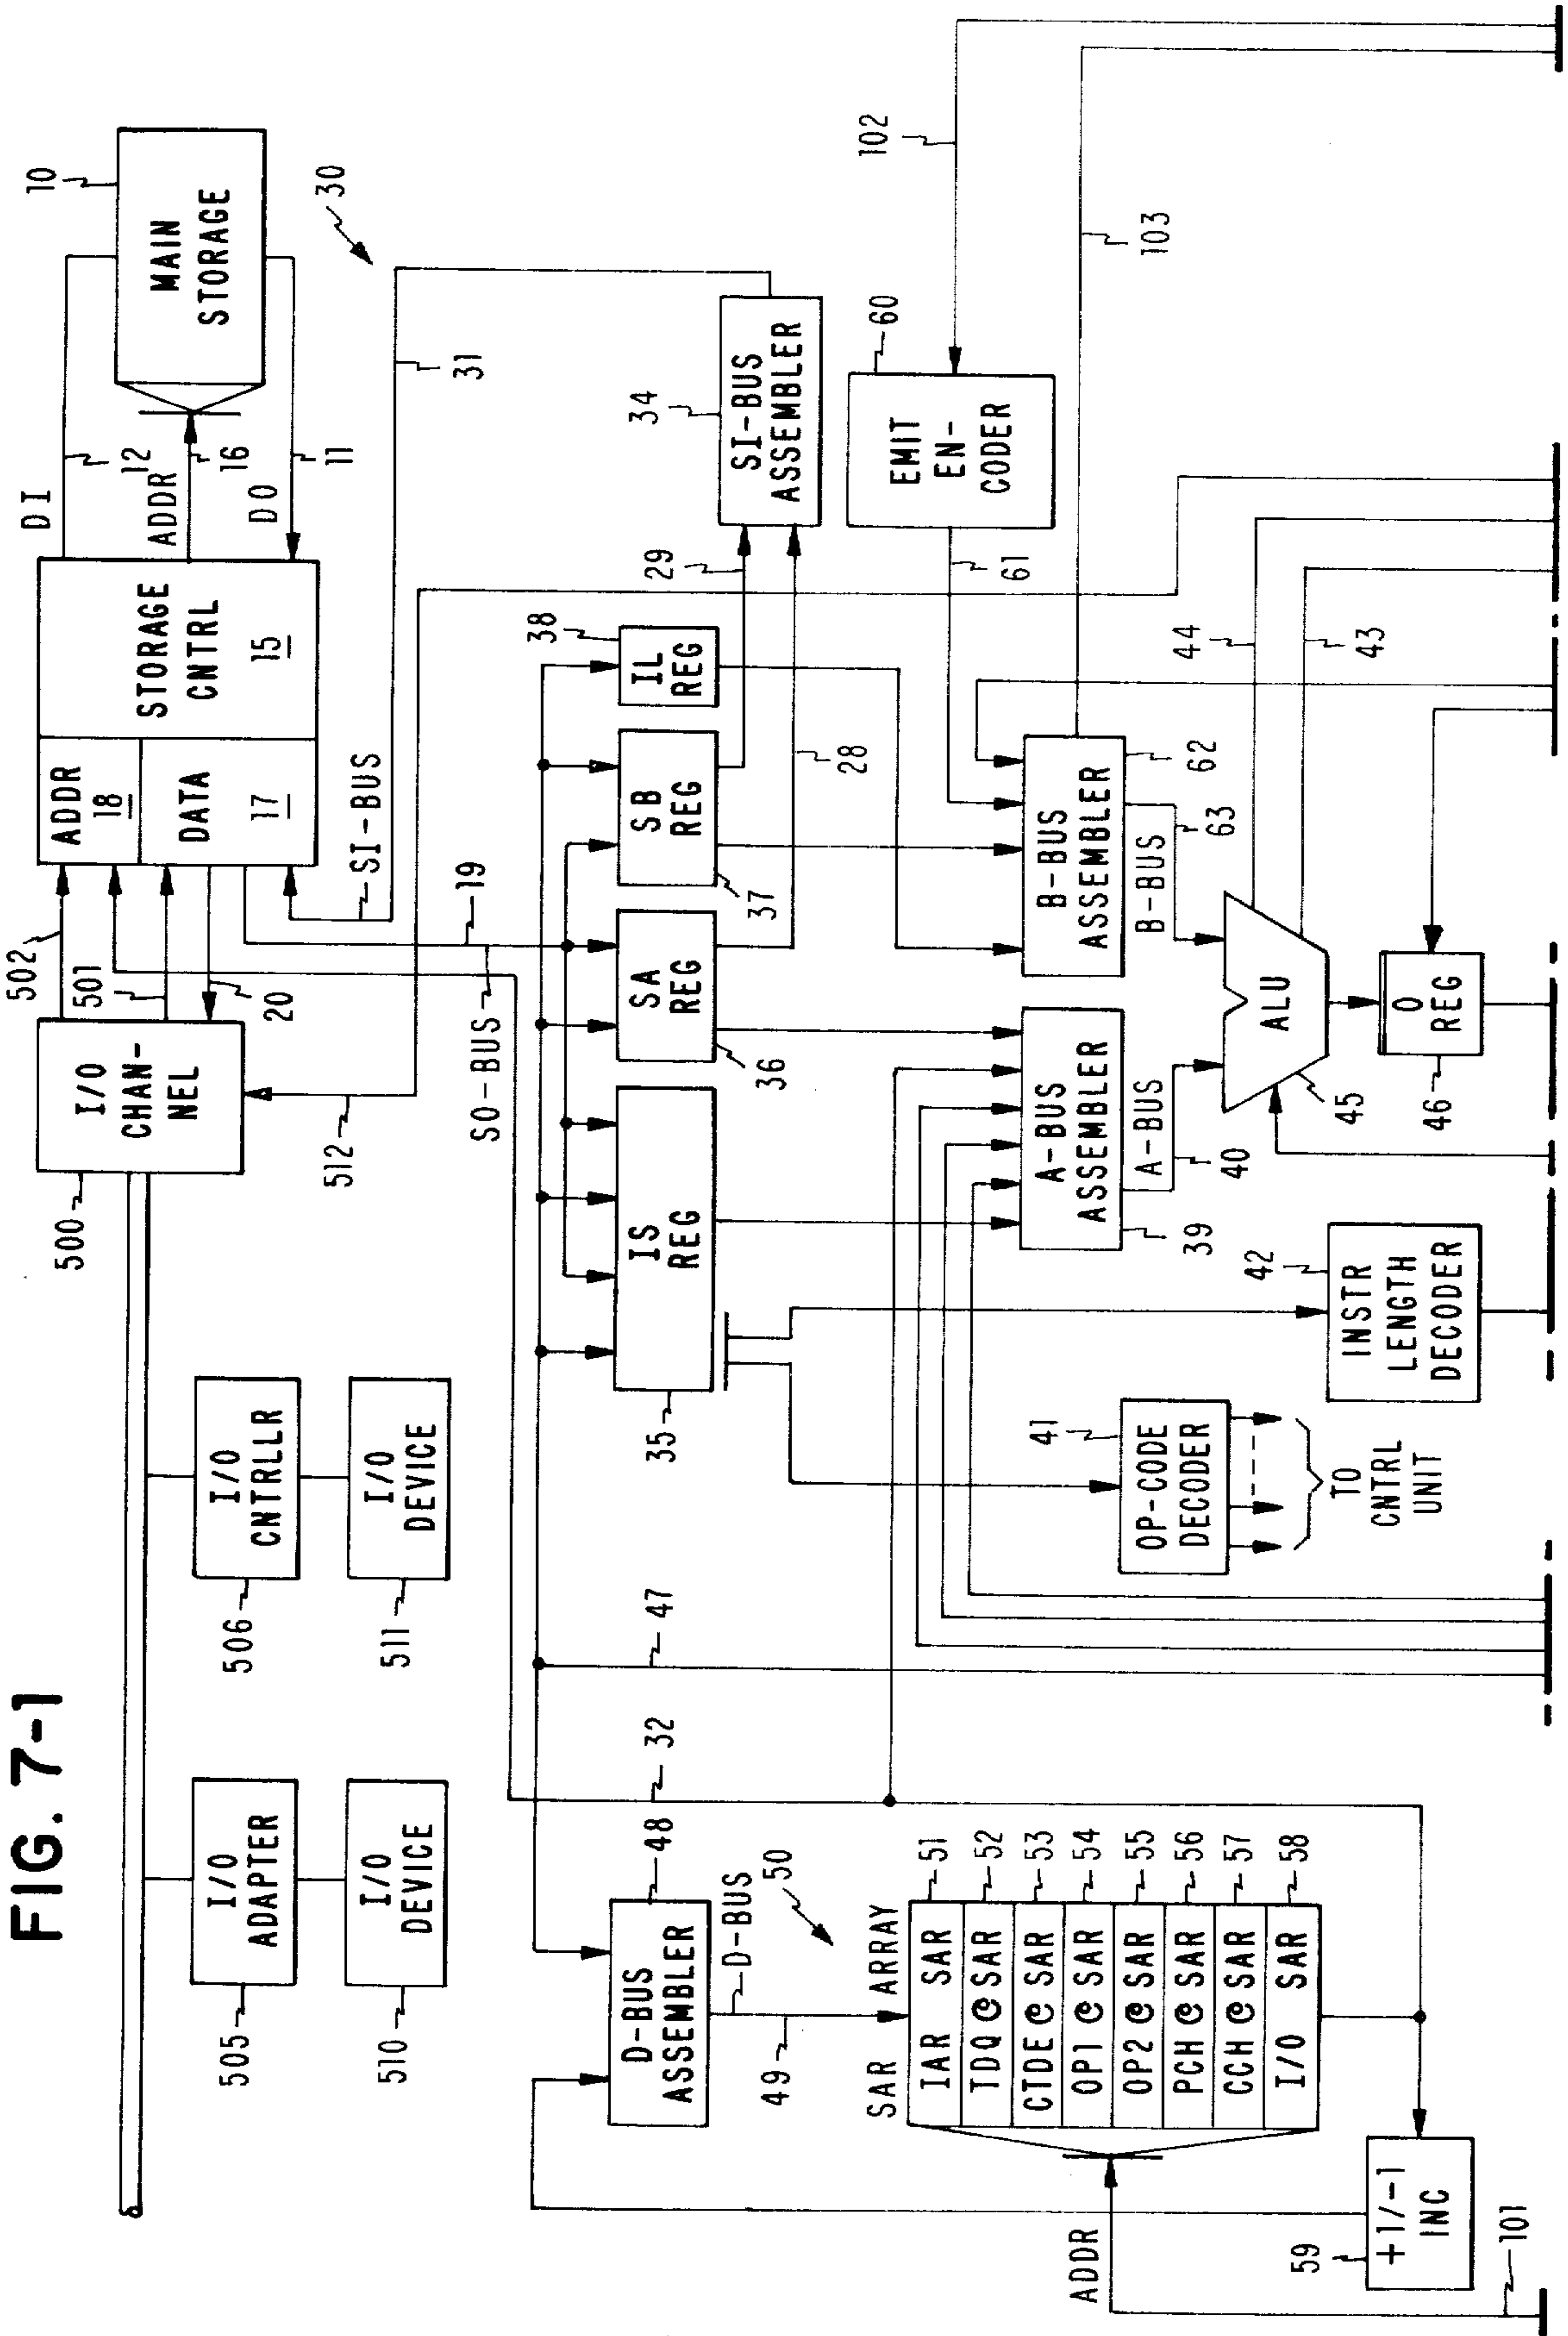 FIG. 7-1
I/O
ADAPTER
505
I/O
DEVICE
510
I/O
CNTRLLR
506
I/O
DEVICE
511
500
I/O
CHAN-
NEL
512
502
501
20
ADDR
18
DATA
17
STORAGE
CNTRL
15
DI
12
ADDR
16
DO
11
MAIN
STORAGE
10
SI-BUS
31
30
SO-BUS
19
D-BUS
ASSEMBLER
48
D-BUS
49
50
32
47
35
IS
REG
SA
REG
36
SB
REG
37
IL
REG
38
29
28
34
SI-BUS
ASSEMBLER
SAR ARRAY
IAR SAR
51
TDQ@SAR
52
CTDE@SAR
53
OP1@SAR
54
OP2@SAR
55
PCH@SAR
56
CCH@SAR
57
I/O SAR
58
ADDR
59
+1/-1
INC
101
41
OP-CODE
DECODER
TO
CNTRL
UNIT
42
INSTR
LENGTH
DECODER
A-BUS
ASSEMBLER
39
A-BUS
40
B-BUS
ASSEMBLER
62
B-BUS
63
EMIT
EN-
CODER
60
61
102
103
ALU
45
44
43
O
REG
46